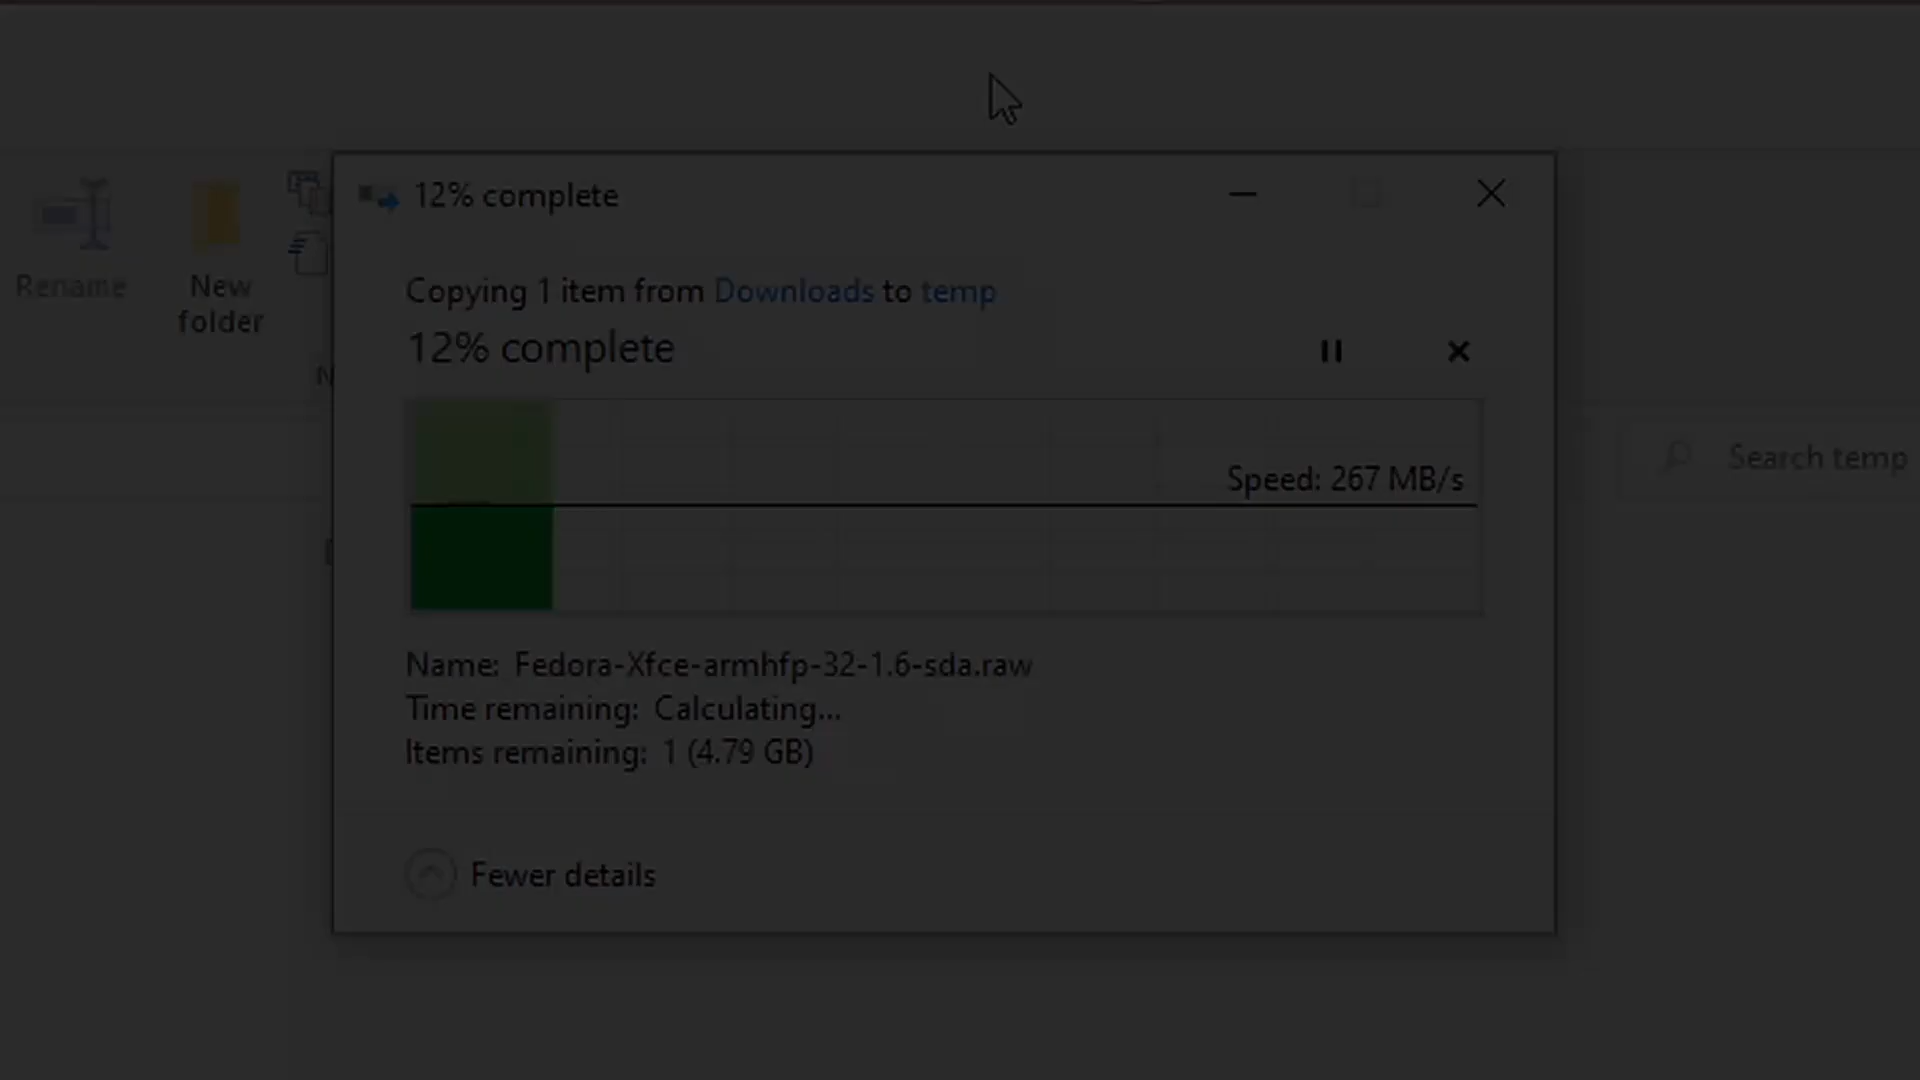 12% complete
Rename
New
folder
Copying 1 item from Downloads to temp
12% complete
Speed: 267 MB/s
Search temp
Name: Fedora-Xfce-armhfp-32-1.6-sda.raw
Time remaining: Calculating...
Items remaining: 1 (4.79 GB)
Fewer details